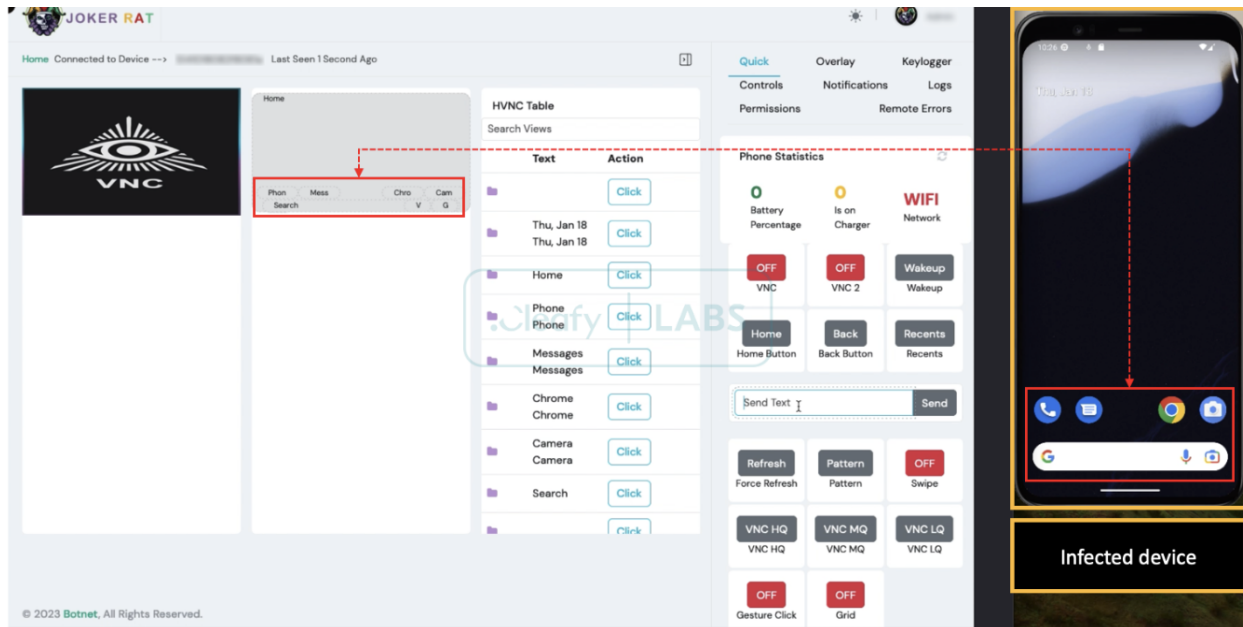 JOKER RAT
Home Connected to Device --> Last Seen 1 Second Ago
VNC
Home
Phon Mess Chro Cam
Search V G
HVNC Table
Search Views
Text Action
Click
Thu, Jan 18
Thu, Jan 18
Click
Home Click
Phone
Phone
Click
Messages
Messages
Click
Chrome
Chrome
Click
Camera
Camera
Click
Search Click
Click
Quick Overlay Keylogger
Controls Notifications Logs
Permissions Remote Errors
Phone Statistics
0 0 WIFI
Battery Percentage
Is on Charger
Network
OFF OFF Wakeup
VNC VNC 2 Wakeup
Home Back Recents
Home Button Back Button Recents
Send Text Send
Refresh Pattern OFF
Force Refresh Pattern Swipe
VNC HQ VNC MQ VNC LQ
VNC HQ VNC MQ VNC LQ
OFF OFF
Gesture Click Grid
© 2023 Botnet, All Rights Reserved.
Cleafy | LABS
10:26
Thu, Jan 18
G
Infected device